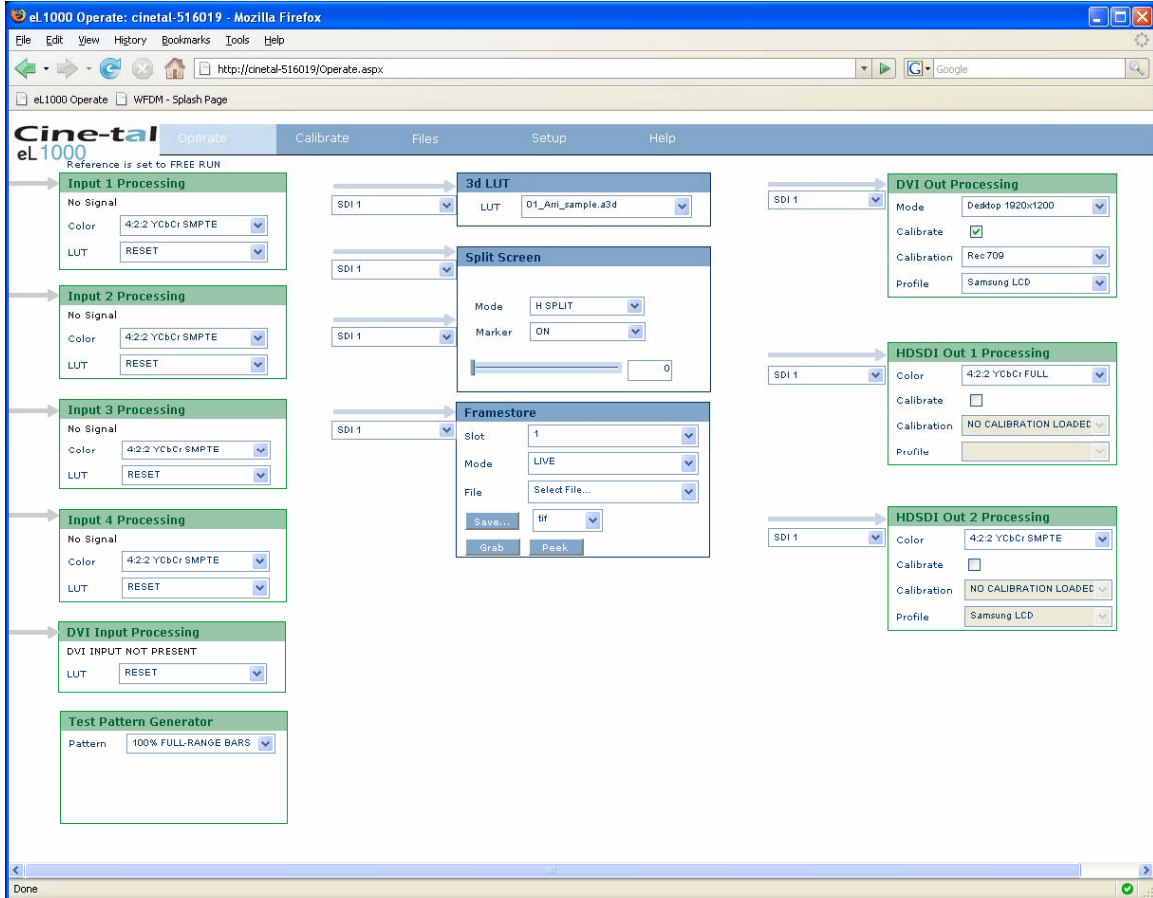 eL1000 Operate: cinetal-516019 - Mozilla Firefox
File Edit View History Bookmarks Tools Help
http://cinetal-516019/Operate.aspx
G Google
eL1000 Operate WFDM - Splash Page
Cine-tal
eL1000
Operate Calibrate Files Setup Help
Reference is set to FREE RUN
Input 1 Processing
No Signal
Color 4:2:2 YCbCr SMPTE
LUT RESET
Input 2 Processing
No Signal
Color 4:2:2 YCbCr SMPTE
LUT RESET
Input 3 Processing
No Signal
Color 4:2:2 YCbCr SMPTE
LUT RESET
Input 4 Processing
No Signal
Color 4:2:2 YCbCr SMPTE
LUT RESET
DVI Input Processing
DVI INPUT NOT PRESENT
LUT RESET
Test Pattern Generator
Pattern 100% FULL-RANGE BARS
SDI 1
3d LUT
LUT 01_Arri_sample.a3d
SDI 1
SDI 1
Split Screen
Mode H SPLIT
Marker ON
0
SDI 1
Framestore
Slot 1
Mode LIVE
File Select File...
Save... tif
Grab Peek
SDI 1
DVI Out Processing
Mode Desktop 1920x1200
Calibrate
Calibration Rec 709
Profile Samsung LCD
SDI 1
HDSDI Out 1 Processing
Color 4:2:2 YCbCr FULL
Calibrate
Calibration NO CALIBRATION LOADED
Profile
SDI 1
HDSDI Out 2 Processing
Color 4:2:2 YCbCr SMPTE
Calibrate
Calibration NO CALIBRATION LOADED
Profile Samsung LCD
Done